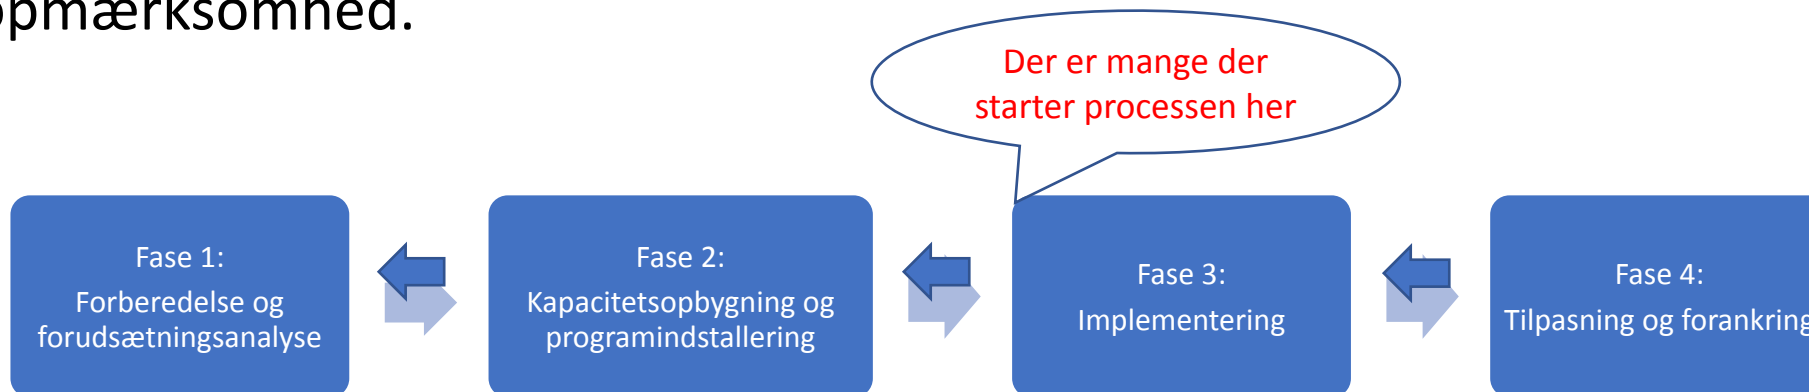 opmærksomhed.
Der er mange der
starter processen her
Fase 1:
Forberedelse og
forudsætningsanalyse
Fase 2:
Kapacitetsopbygning og
programindstallering
Fase 3:
Implementering
Fase 4:
Tilpasning og forankring